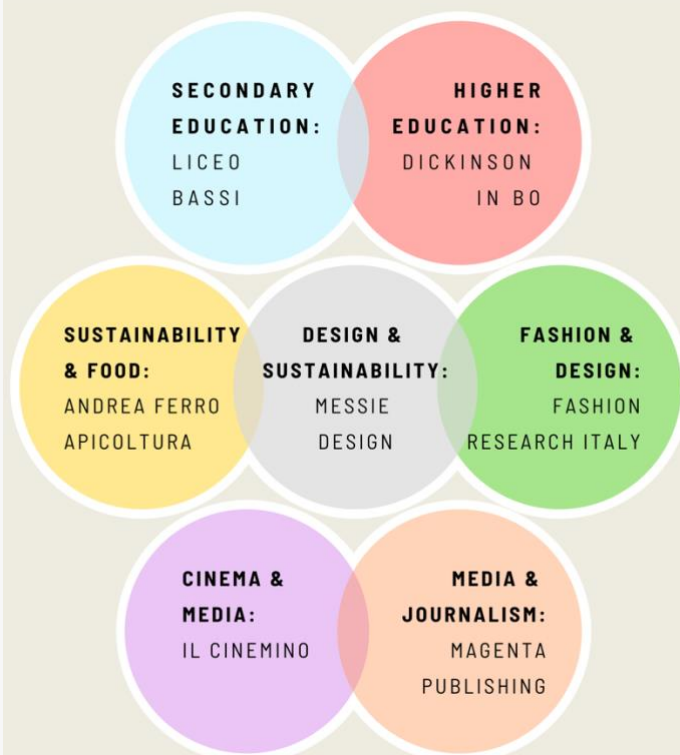 SECONDARY
EDUCATION:
LICEO
BASSI
HIGHER
EDUCATION:
DICKINSON
IN BO
SUSTAINABILITY
& FOOD:
ANDREA FERRO
APICOLTURA
DESIGN &
SUSTAINABILITY:
MESSIE
DESIGN
FASHION &
DESIGN:
FASHION
RESEARCH ITALY
CINEMA &
MEDIA:
IL CINEMINO
MEDIA &
JOURNALISM:
MAGENTA
PUBLISHING